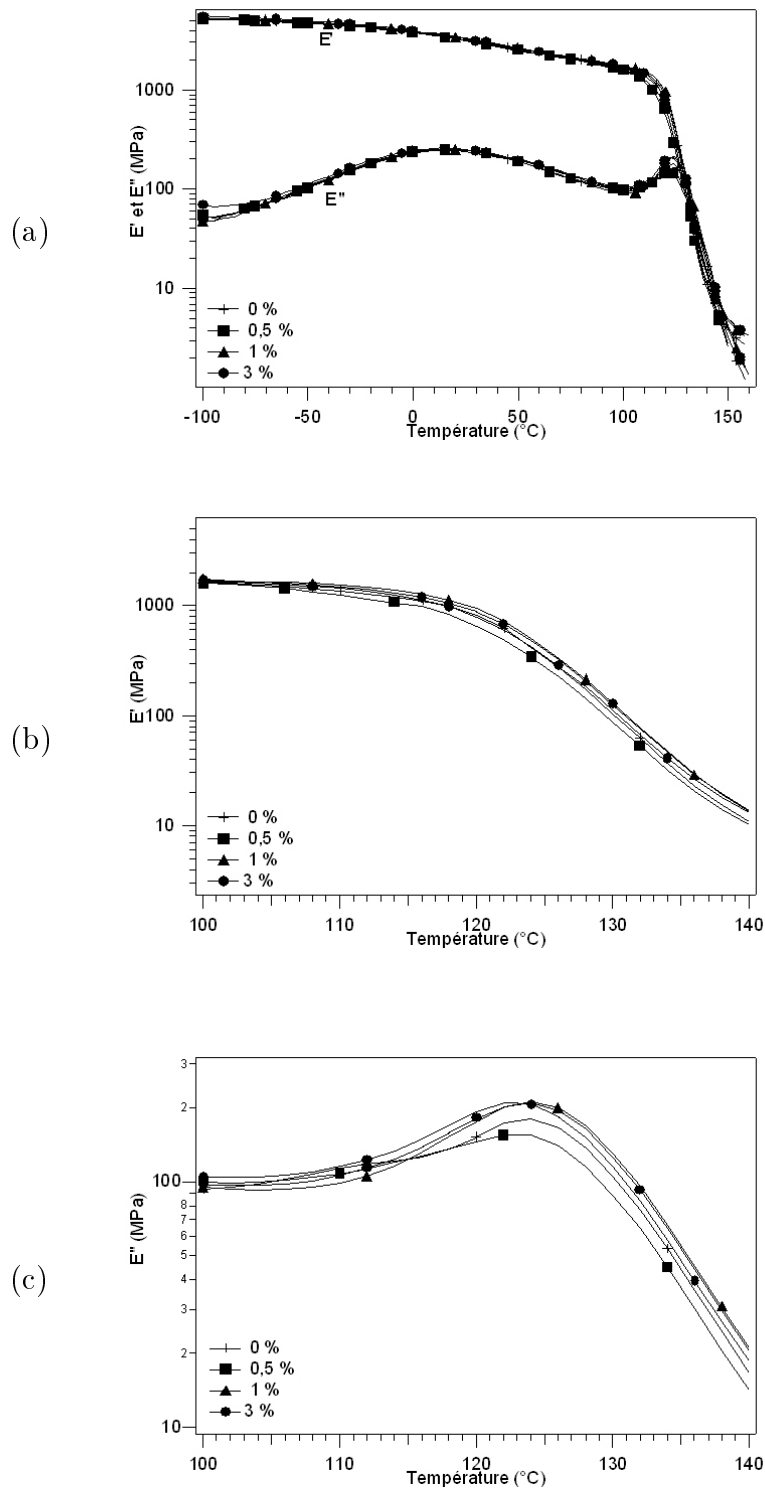 (a)
E' et E" (MPa)
1000
100
10
E'
E"
0 %
0,5 %
1 %
3 %
-100 -50 0 50 100 150
Température (°C)
(b)
E' (MPa)
1000
100
10
0 %
0,5 %
1 %
3 %
100 110 120 130 140
Température (°C)
(c)
E" (MPa)
3
2
100
8
7
6
5
4
3
2
10
0 %
0,5 %
1 %
3 %
100 110 120 130 140
Température (°C)